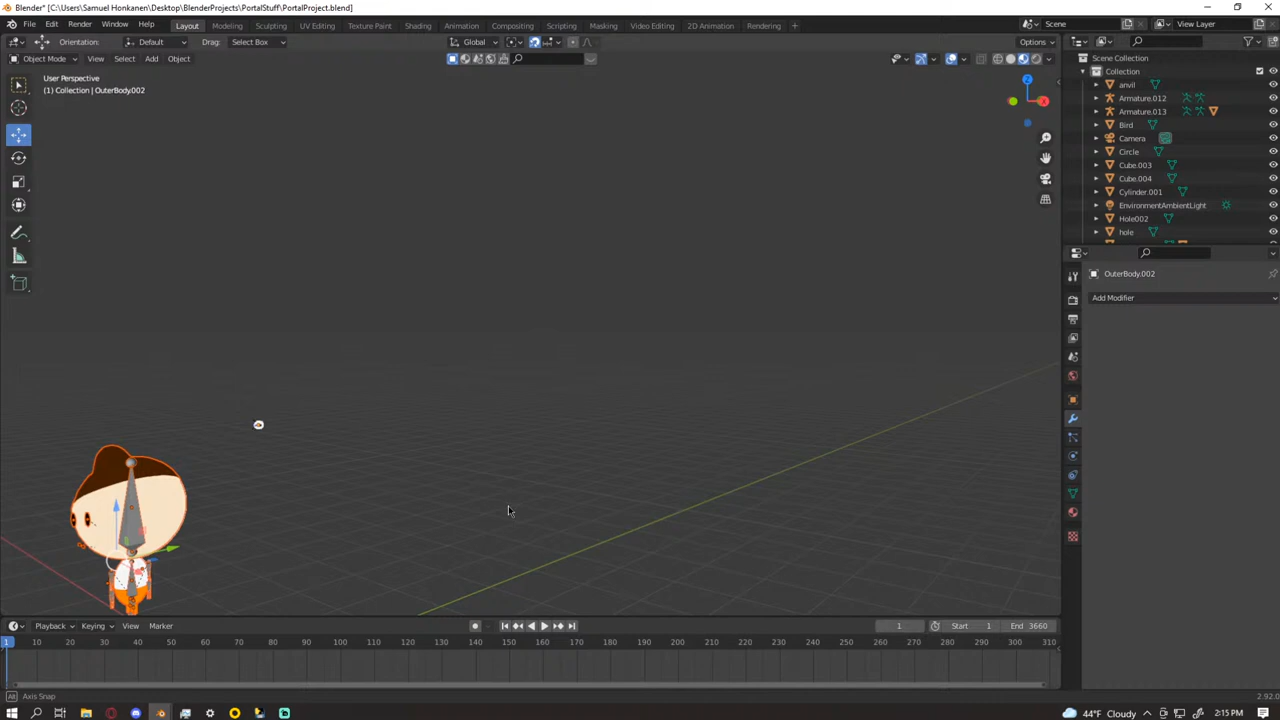 Blender* [C:\Users\Samuel Honkanen\Desktop\BlenderProjects\PortalStuff\PortalProject.blend]
File Edit Render Window Help Layout Modeling Sculpting UV Editing Texture Paint Shading Animation Compositing Scripting Masking Video Editing 2D Animation Rendering + Scene View Layer
Orientation: Default Drag: Select Box Global Options
Object Mode View Select Add Object
User Perspective
(1) Collection | OuterBody.002
Z
X
Scene Collection
Collection
anvil
Armature.012
Armature.013
Bird
Camera
Circle
Cube.003
Cube.004
Cylinder.001
EnvironmentAmbientLight
Hole002
hole
OuterBody.002
Add Modifier
Playback Keying View Marker 1 Start 1 End 3660
1 10 20 30 40 50 60 70 80 90 100 110 120 130 140 150 160 170 180 190 200 210 220 230 240 250 260 270 280 290 300 310
Alt Axis Snap 2.92.0
44°F Cloudy 2:15 PM